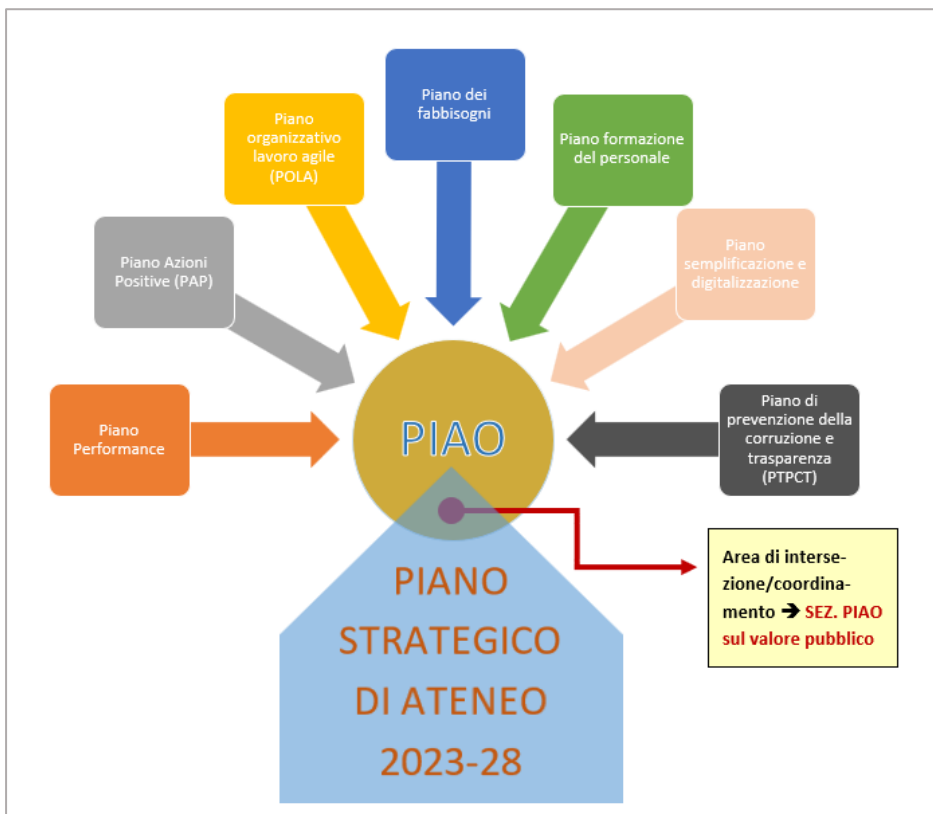 Piano dei
fabbisogni
Piano
organizzativo
lavoro agile
(POLA)
Piano formazione
del personale
Piano Azioni
Positive (PAP)
Piano
semplificazione e
digitalizzazione
Piano
Performance
PIAO
Piano di
prevenzione della
corruzione e
trasparenza
(PTPCT)
Area di interse-
zione/coordina-
mento ➔ SEZ. PIAO
sul valore pubblico
PIANO
STRATEGICO
DI ATENEO
2023-28